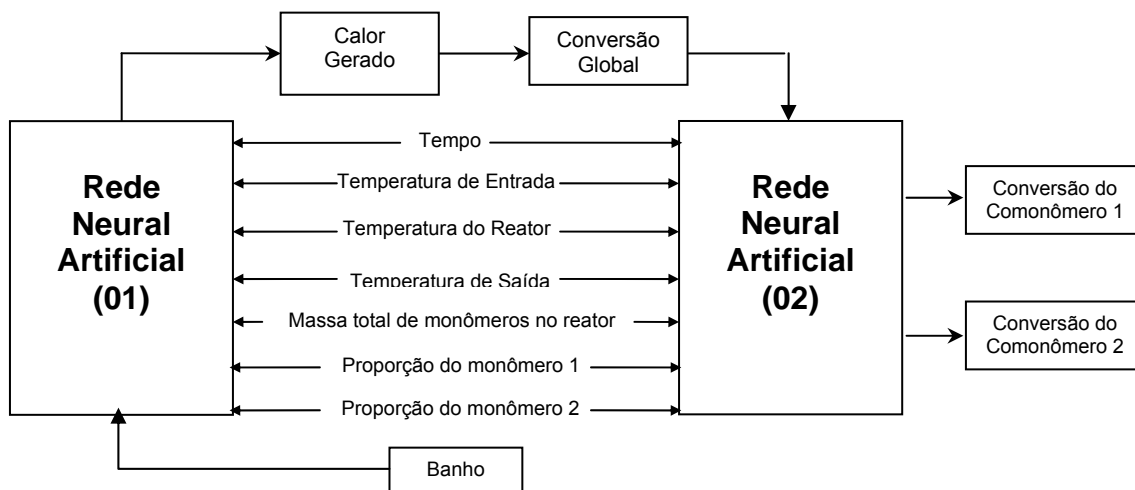 Calor
Gerado
Conversão
Global
Rede
Neural
Artificial
(01)
Tempo
Temperatura de Entrada
Temperatura do Reator
Temperatura de Saída
Massa total de monômeros no reator
Proporção do monômero 1
Proporção do monômero 2
Rede
Neural
Artificial
(02)
Conversão do
Comonômero 1
Conversão do
Comonômero 2
Banho